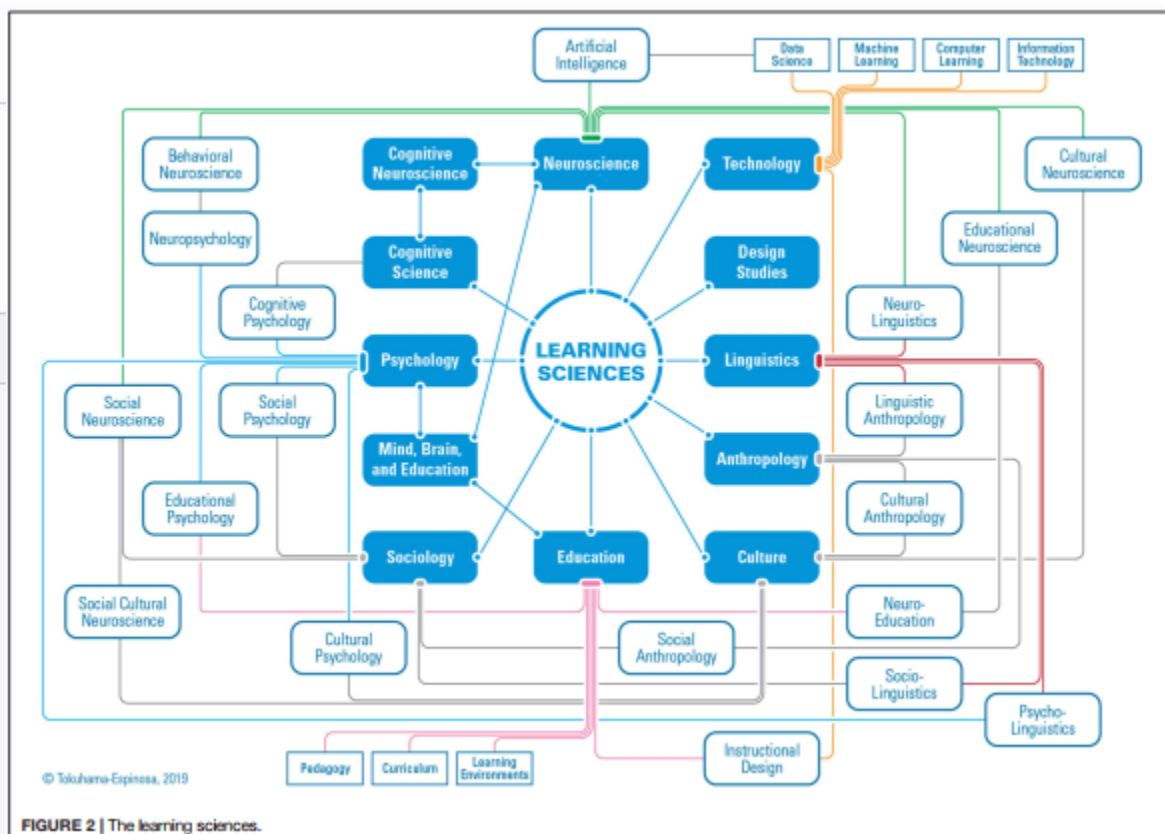 Artificial
Intelligence
Data
Science
Machine
Learning
Computer
Learning
Information
Technology
Behavioral
Neuroscience
Cognitive
Neuroscience
Neuroscience
Technology
Cultural
Neuroscience
Neuropsychology
Cognitive
Science
Design
Studies
Educational
Neuroscience
Cognitive
Psychology
Neuro-
Linguistics
Psychology
LEARNING
SCIENCES
Linguistics
Social
Neuroscience
Social
Psychology
Linguistic
Anthropology
Mind, Brain,
and Education
Anthropology
Educational
Psychology
Cultural
Anthropology
Sociology
Education
Culture
Social Cultural
Neuroscience
Neuro-
Education
Cultural
Psychology
Social
Anthropology
Socio-
Linguistics
Psycho-
Linguistics
Pedagogy
Curriculum
Learning
Environments
Instructional
Design
© Tokuhama-Espinosa, 2019
FIGURE 2 | The learning sciences.